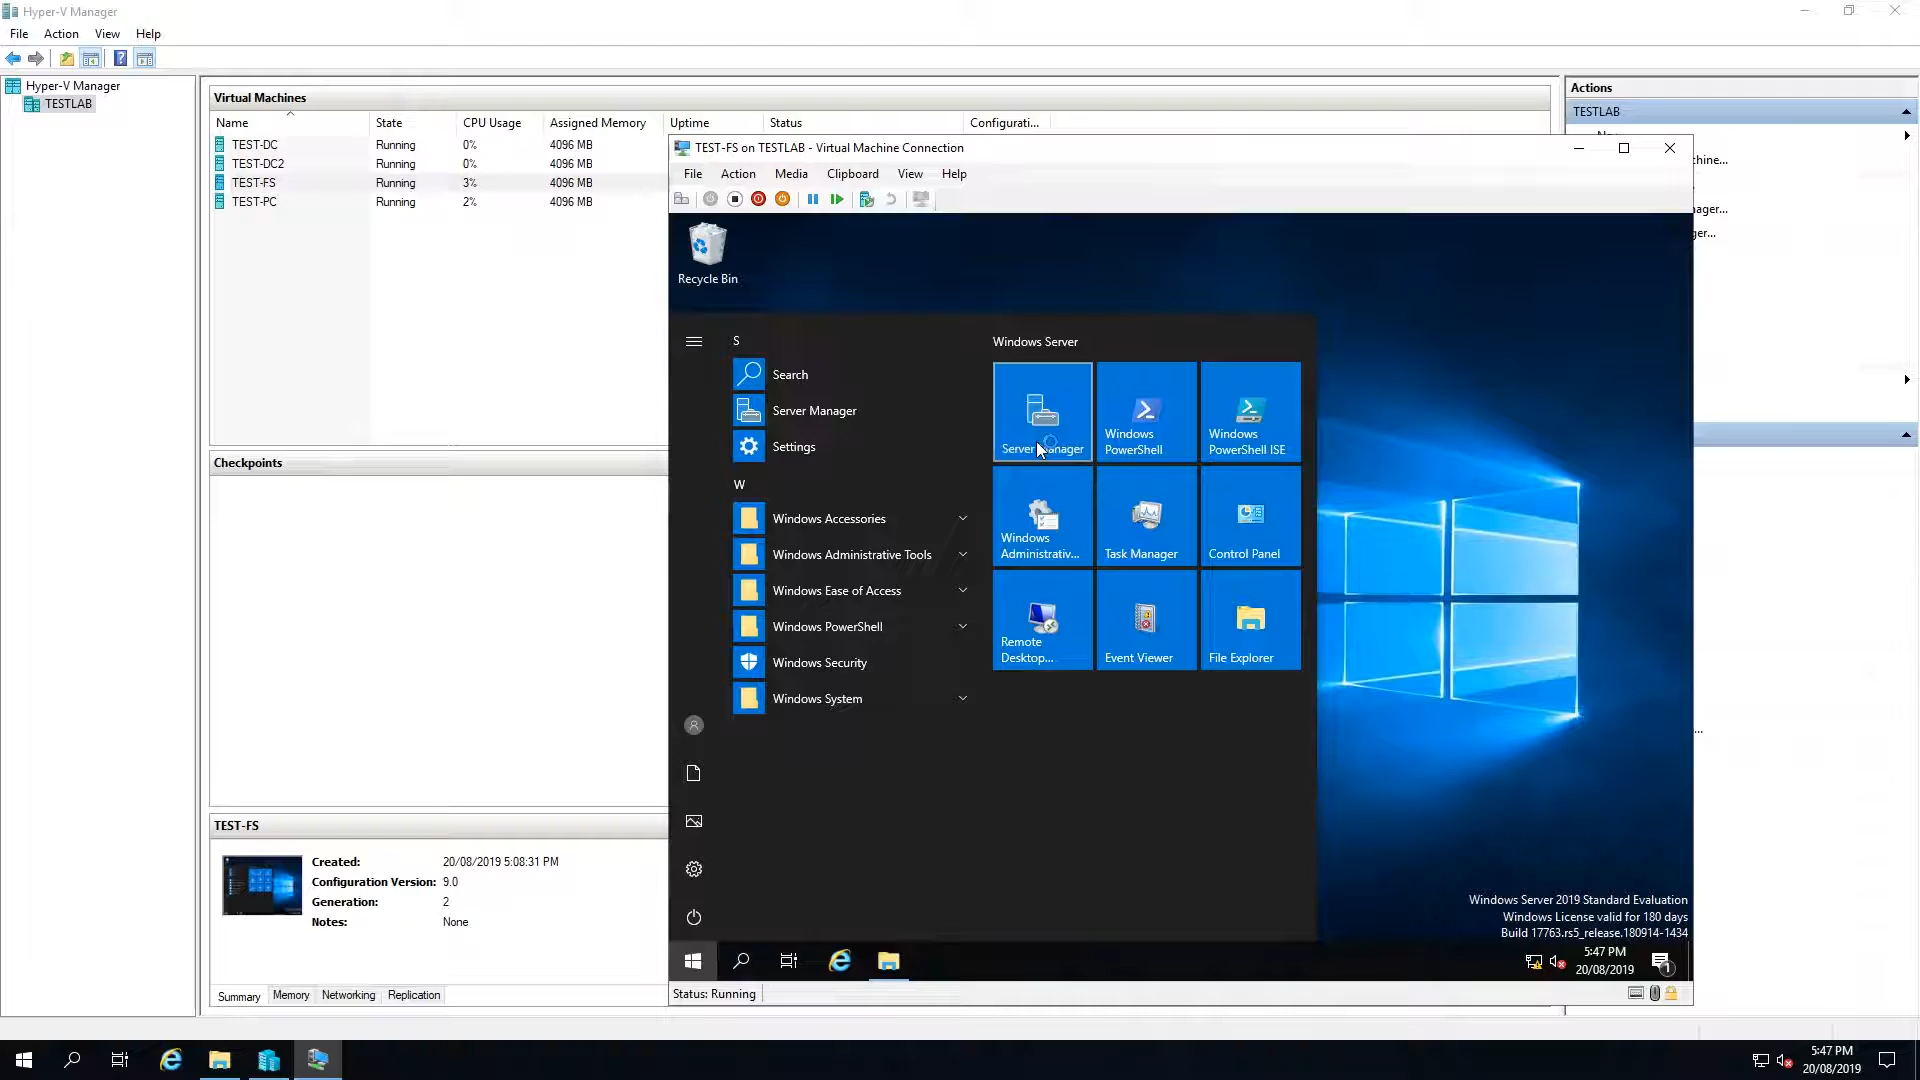 Hyper-V Manager
File Action View Help
Hyper-V Manager
TESTLAB
Virtual Machines
Name State CPU Usage Assigned Memory Uptime Status Configurati...
TEST-DC Running 0% 4096 MB
TEST-DC2 Running 0% 4096 MB
TEST-FS Running 3% 4096 MB
TEST-PC Running 2% 4096 MB
Checkpoints
TEST-FS
Created: 20/08/2019 5:08:31 PM
Configuration Version: 9.0
Generation: 2
Notes: None
Summary Memory Networking Replication
Actions
TESTLAB
chine...
ager...
ger...
...
TEST-FS on TESTLAB - Virtual Machine Connection
File Action Media Clipboard View Help
Recycle Bin
S
Search
Server Manager
Settings
W
Windows Accessories
Windows Administrative Tools
Windows Ease of Access
Windows PowerShell
Windows Security
Windows System
Windows Server
Server Manager
Windows
PowerShell
Windows
PowerShell ISE
Windows
Administrativ...
Task Manager
Control Panel
Remote
Desktop...
Event Viewer
File Explorer
Windows Server 2019 Standard Evaluation
Windows License valid for 180 days
Build 17763.rs5_release.180914-1434
5:47 PM
20/08/2019
1
Status: Running
5:47 PM
20/08/2019